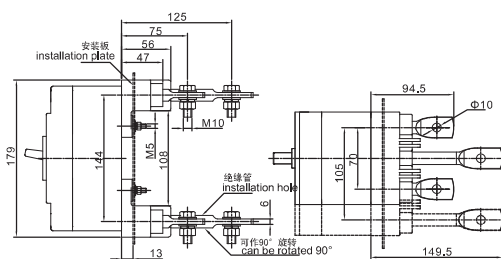 125
75
56
47
安装板
installation plate
94.5
Φ10
M10
179
144
M5
108
105
70
绝缘管
installation hole
6
可作90° 旋转
can be rotated 90°
13
149.5